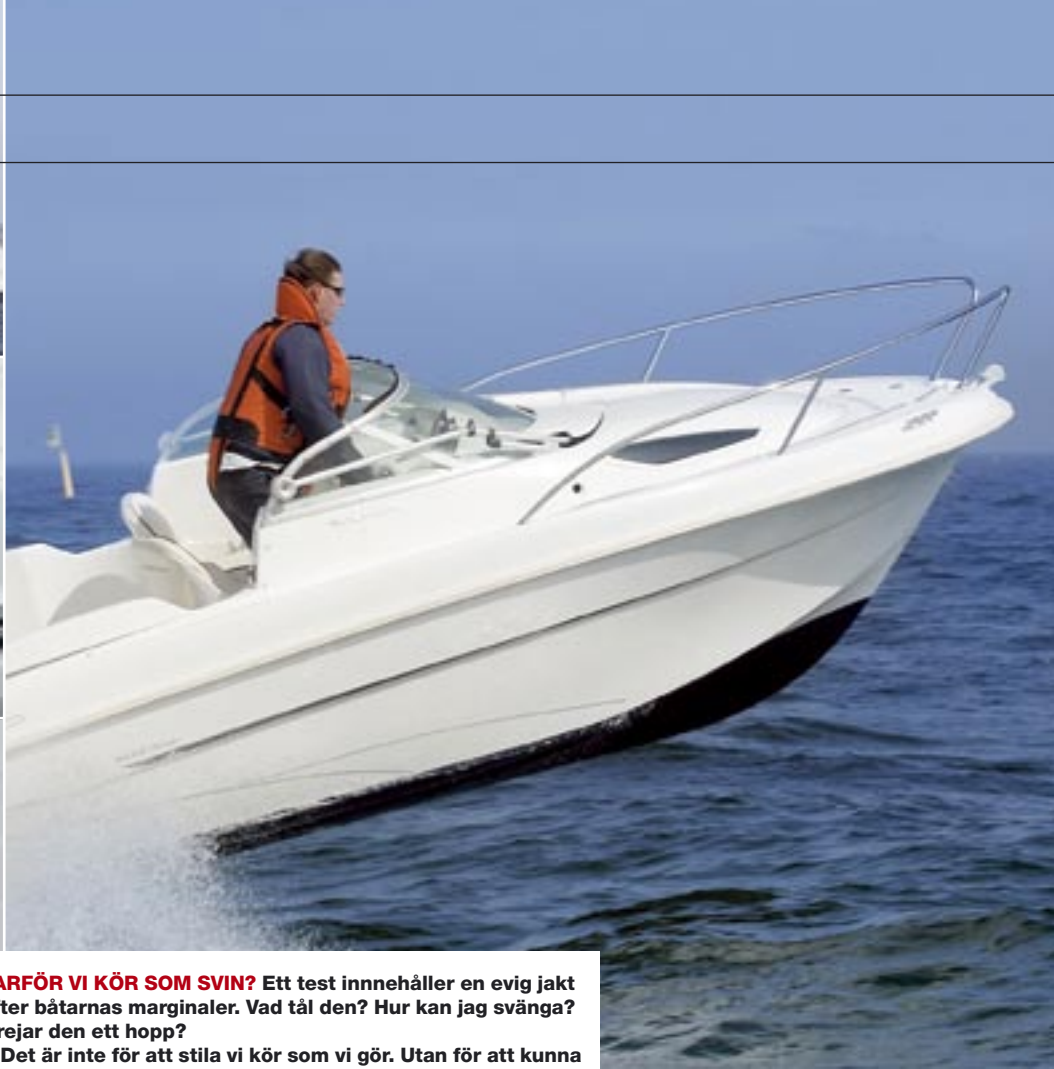 ARFÖR VI KÖR SOM SVIN? Ett test innnehåller en evig jakt
ter båtarnas marginaler. Vad tål den? Hur kan jag svänga?
rejar den ett hopp?
Det är inte för att stila vi kör som vi gör. Utan för att kunna